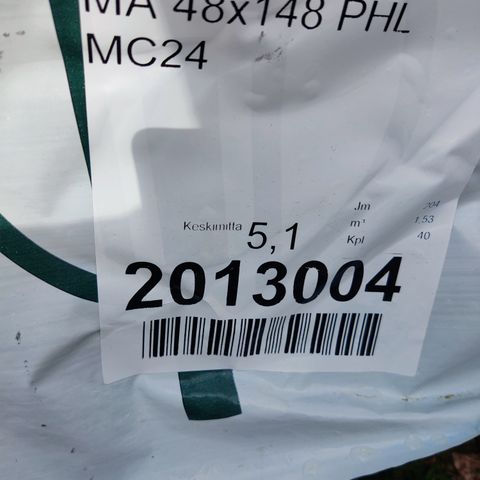 MA 48x148 PHL
MC24
Jm 204
Keskimitta 5,1 m³ 1,53
Kpl 40
2013004